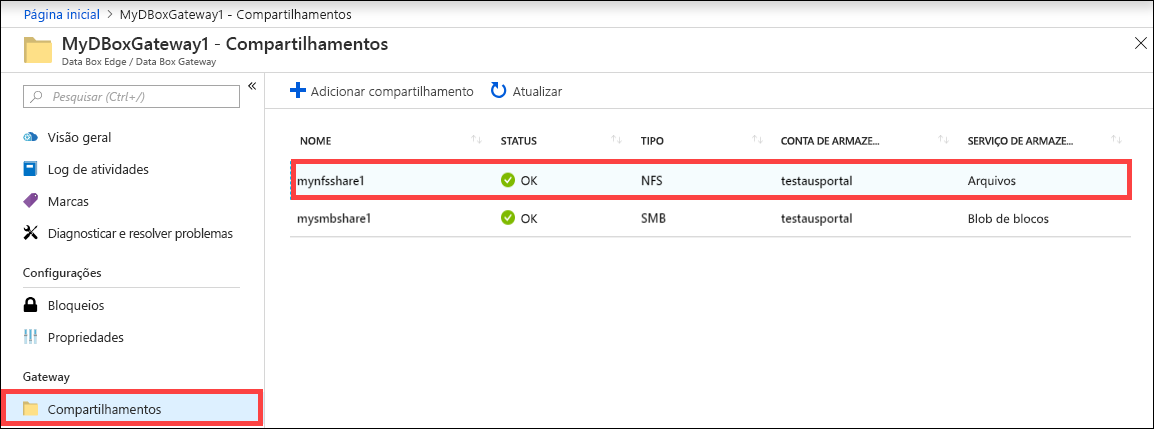 Página inicial > MyDBoxGateway1 - Compartilhamentos
MyDBoxGateway1 - Compartilhamentos
Data Box Edge / Data Box Gateway
Pesquisar (Ctrl+/)
Visão geral
Log de atividades
Marcas
Diagnosticar e resolver problemas
Configurações
Bloqueios
Propriedades
Gateway
Compartilhamentos
Adicionar compartilhamento Atualizar
NOME STATUS TIPO CONTA DE ARMAZE... SERVIÇO DE ARMAZE...
mynfsshare1 OK NFS testausportal Arquivos
mysmbshare1 OK SMB testausportal Blob de blocos